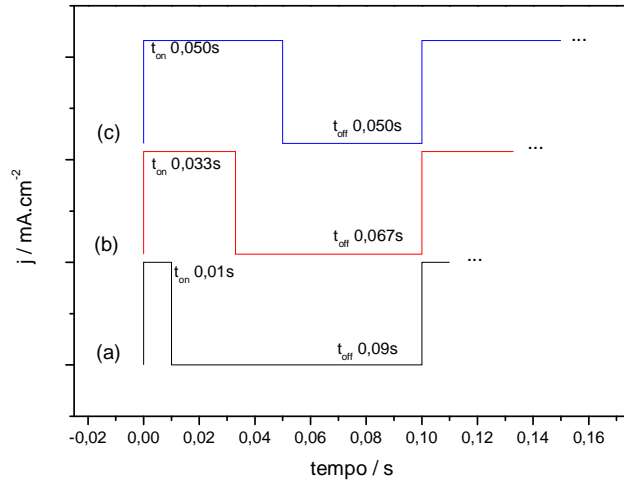 t_on 0,050s
...
(c)
t_off 0,050s
t_on 0,033s
...
(b)
t_off 0,067s
t_on 0,01s
...
(a)
t_off 0,09s
j / mA.cm⁻²
-0,02 0,00 0,02 0,04 0,06 0,08 0,10 0,12 0,14 0,16
tempo / s